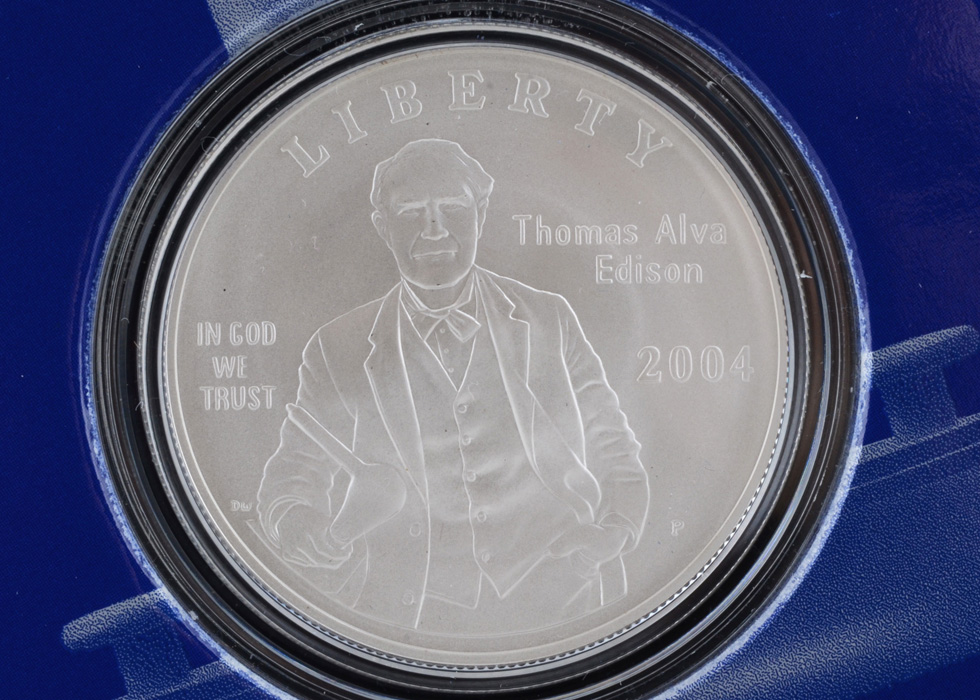 LIBERTY
Thomas Alva
Edison
IN GOD
WE
TRUST
2004
DW
P